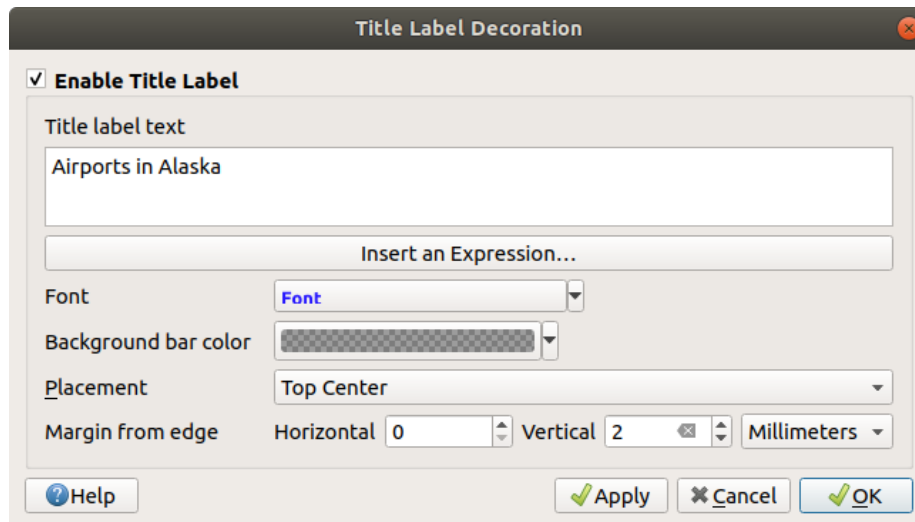 Title Label Decoration
Enable Title Label
Title label text
Airports in Alaska
Insert an Expression...
Font Font
Background bar color
Placement Top Center
Margin from edge Horizontal 0 Vertical 2 Millimeters
Help Apply Cancel OK